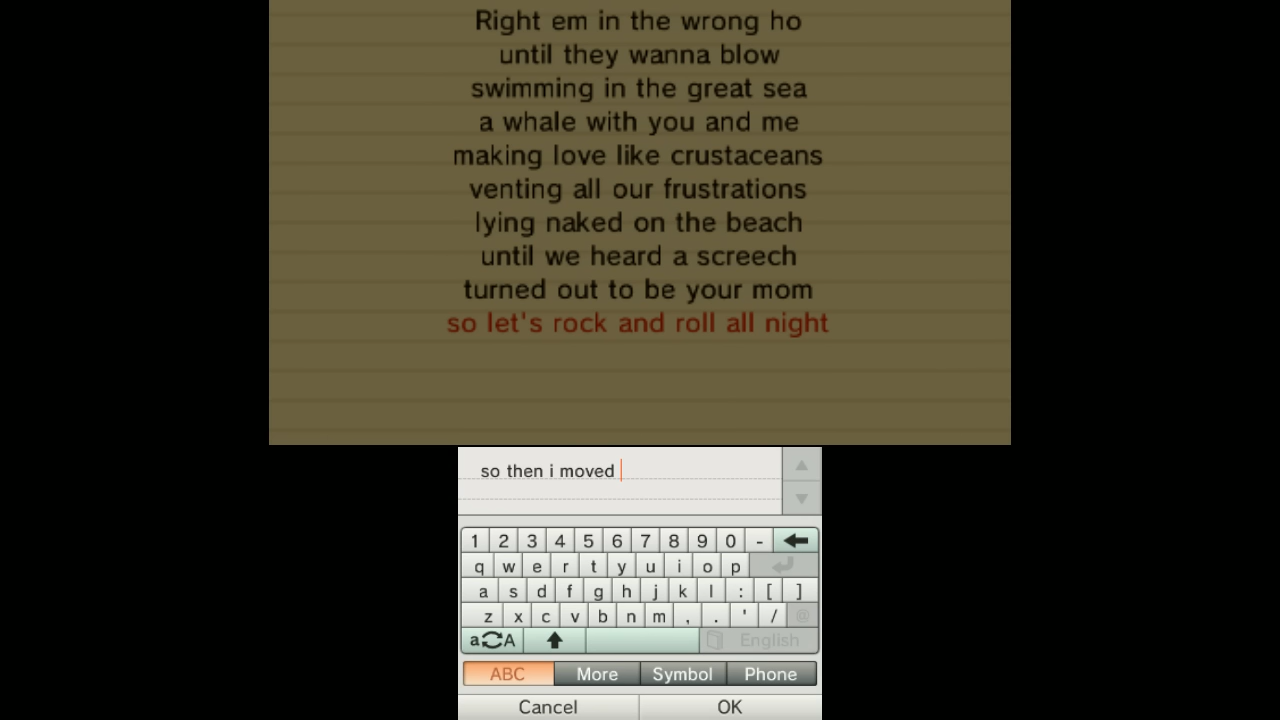 Right em in the wrong ho
until they wanna blow
swimming in the great sea
a whale with you and me
making love like crustaceans
venting all our frustrations
lying naked on the beach
until we heard a screech
turned out to be your mom
so let's rock and roll all night
so then i moved
1 2 3 4 5 6 7 8 9 0 -
q w e r t y u i o p
a s d f g h j k l : [ ]
z x c v b n m , . ' / @
a A English
ABC More Symbol Phone
Cancel OK